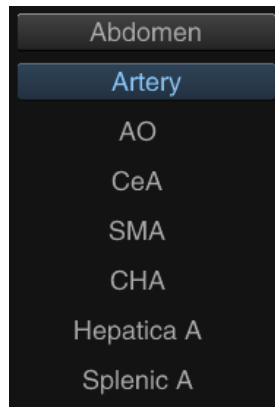 Abdomen
Artery
AO
CeA
SMA
CHA
Hepatica A
Splenic A